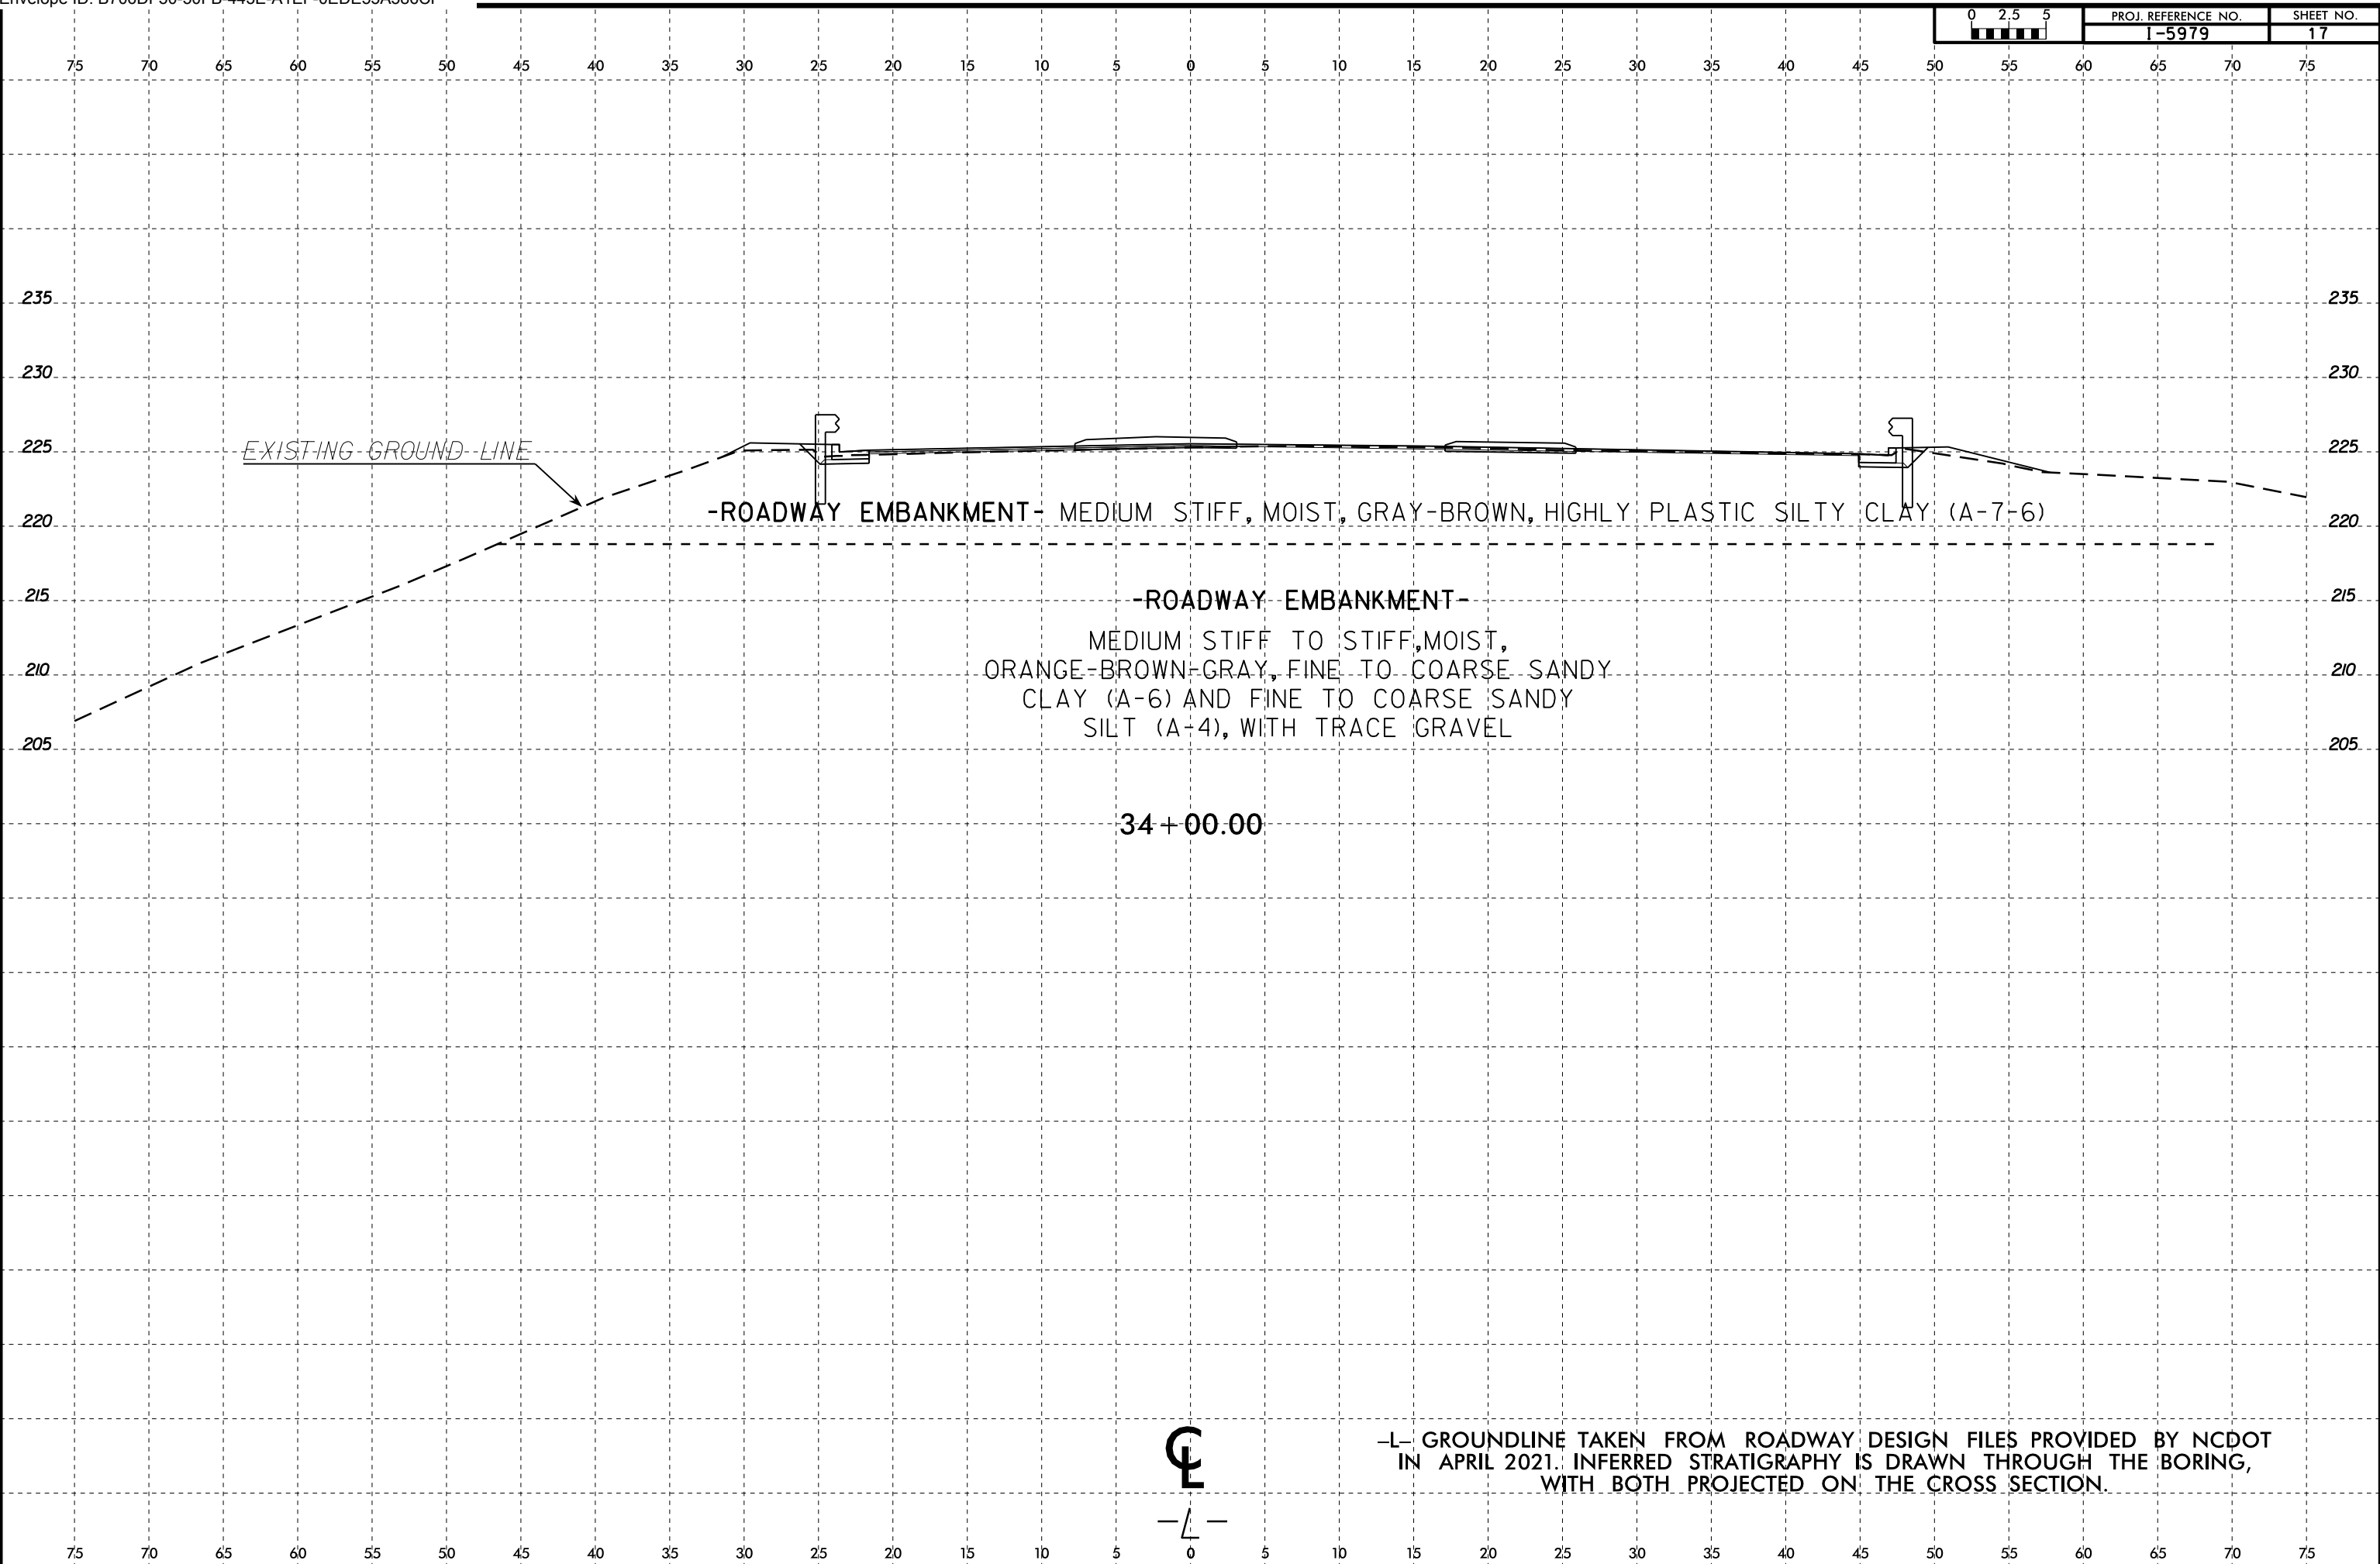 0 2.5 5
PROJ. REFERENCE NO.
SHEET NO.
I-5979
17
75 70 65 60 55 50 45 40 35 30 25 20 15 10 5 0 5 10 15 20 25 30 35 40 45 50 55 60 65 70 75
235 235
230 230
225 225
EXISTING GROUND LINE
-ROADWAY EMBANKMENT- MEDIUM STIFF, MOIST, GRAY-BROWN, HIGHLY PLASTIC SILTY CLAY (A-7-6)
220 220
215 215
-ROADWAY EMBANKMENT-
MEDIUM STIFF TO STIFF,MOIST,
ORANGE-BROWN-GRAY, FINE TO COARSE SANDY
210 210
CLAY (A-6) AND FINE TO COARSE SANDY
SILT (A-4), WITH TRACE GRAVEL
205 205
34+00.00
-L- GROUNDLINE TAKEN FROM ROADWAY DESIGN FILES PROVIDED BY NCDOT
IN APRIL 2021. INFERRED STRATIGRAPHY IS DRAWN THROUGH THE BORING,
WITH BOTH PROJECTED ON THE CROSS SECTION.
-L-
75 70 65 60 55 50 45 40 35 30 25 20 15 10 5 0 5 10 15 20 25 30 35 40 45 50 55 60 65 70 75